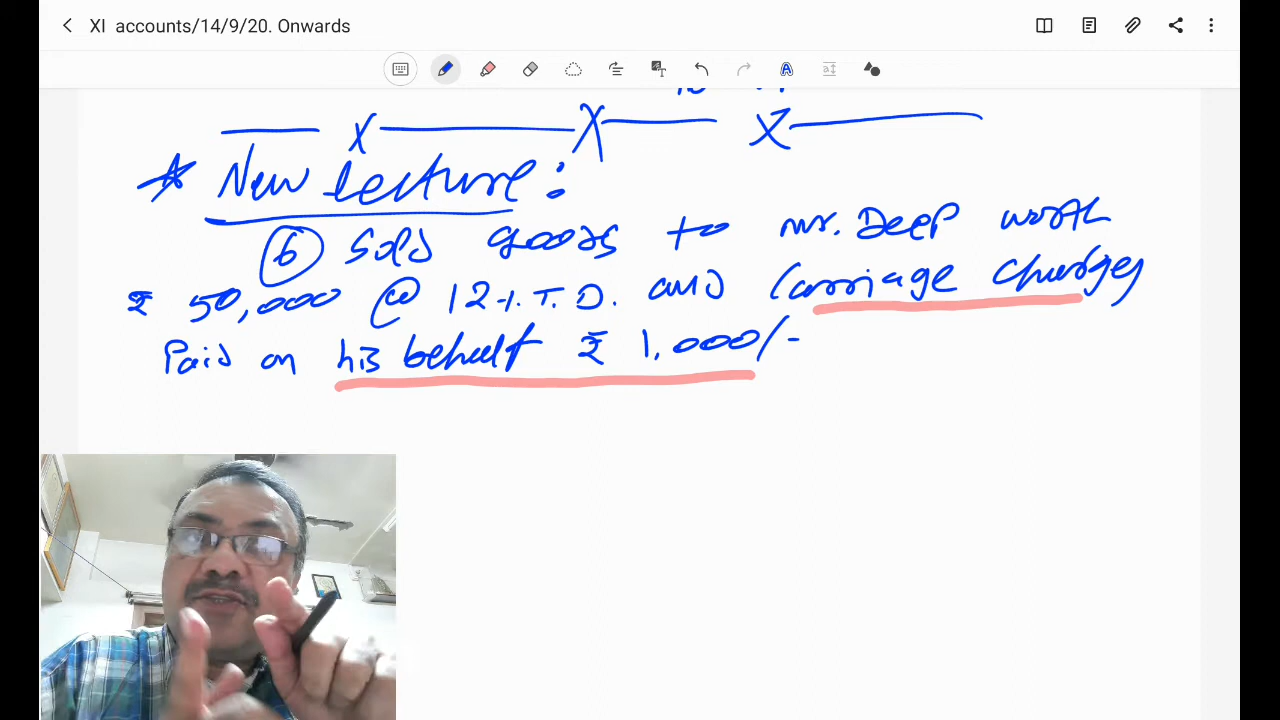 XI accounts/14/9/20. Onwards
X X X
* New lecture:
6 Sold goods to Mr. Deep worth
₹ 50,000 @ 12%. T.D. and Carriage Charges
Paid on his behalf ₹ 1,000/-